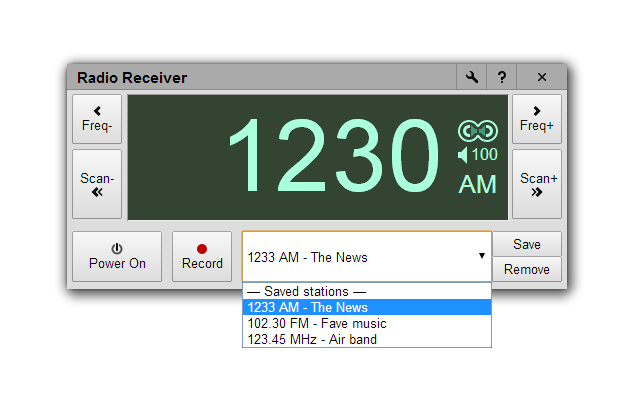 Radio Receiver ? ×
Freq-
1230
100
AM
Freq+
Scan-
Scan+
Power On
Record
1233 AM - The News
Save
Remove
— Saved stations —
1233 AM - The News
102.30 FM - Fave music
123.45 MHz - Air band